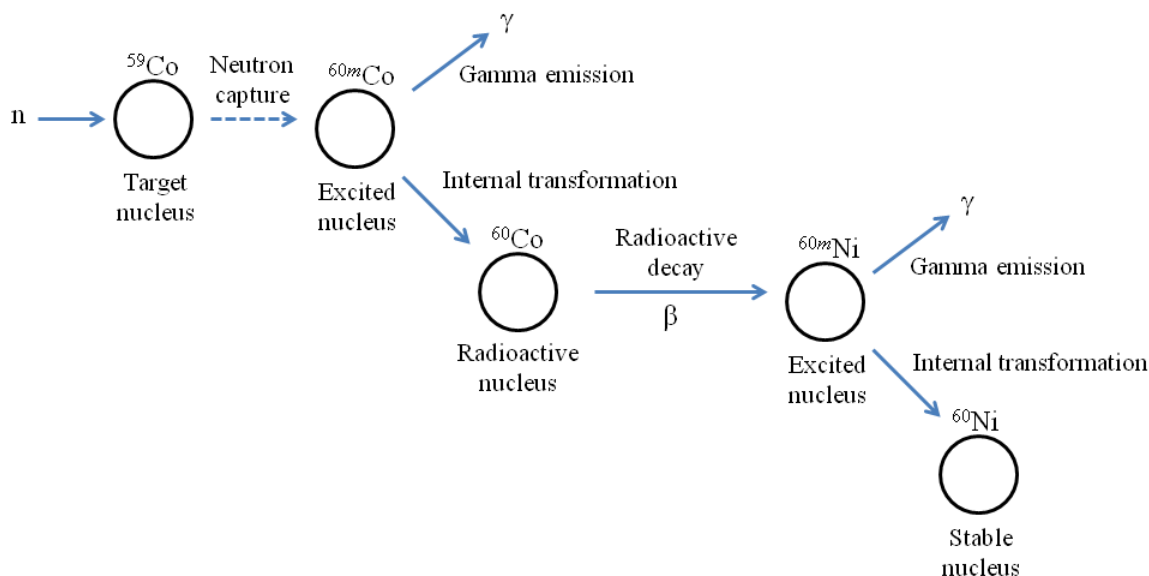 γ
⁵⁹Co
Neutron
capture
⁶⁰ᵐCo
Gamma emission
n
Target
nucleus
Excited
nucleus
Internal transformation
⁶⁰Co
Radioactive
decay
β
Radioactive
nucleus
⁶⁰ᵐNi
γ
Gamma emission
Excited
nucleus
Internal transformation
⁶⁰Ni
Stable
nucleus